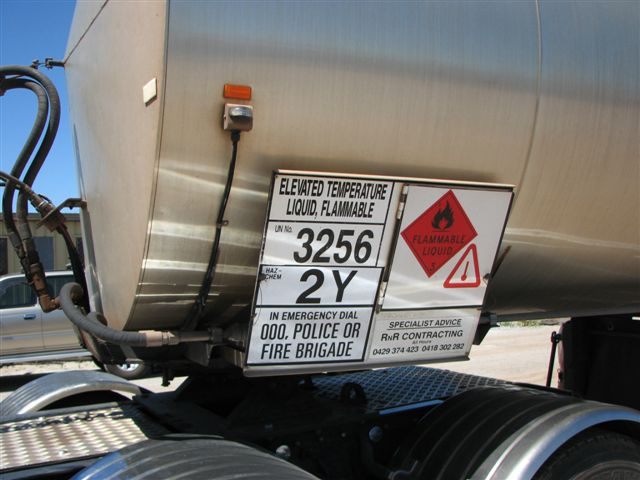 ELEVATED TEMPERATURE
LIQUID, FLAMMABLE
UN No.
3256
HAZ-
CHEM
2Y
IN EMERGENCY DIAL
000, POLICE OR
FIRE BRIGADE
FLAMMABLE
LIQUID
3
SPECIALIST ADVICE
RNR CONTRACTING
All Hours
0429 374 423 0418 302 282